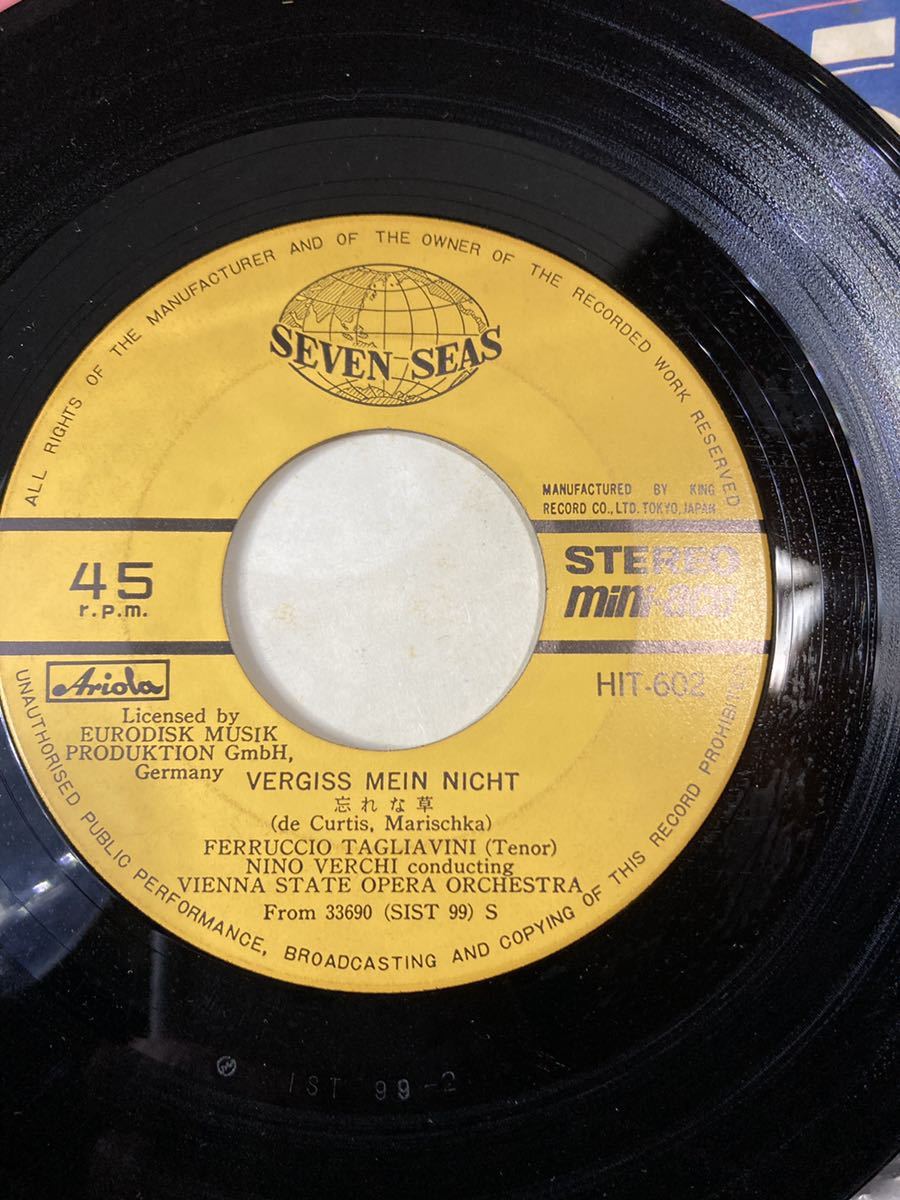 ALL RIGHTS OF THE MANUFACTURER AND OF THE OWNER OF THE RECORDED WORK RESERVED
SEVEN SEAS
MANUFACTURED BY KING
RECORD CO., LTD. TOKYO, JAPAN
45
r.p.m.
STEREO
Ariola
HIT-602
Licensed by
EURODISK MUSIK
PRODUKTION GmbH,
Germany
VERGISS MEIN NICHT
忘れな草
(de Curtis, Marischka)
FERRUCCIO TAGLIAVINI (Tenor)
NINO VERCHI conducting
VIENNA STATE OPERA ORCHESTRA
From 33690 (SIST 99) S
UNAUTHORISED PUBLIC PERFORMANCE, BROADCASTING AND COPYING OF THIS RECORD PROHIBITED
IST 99-2